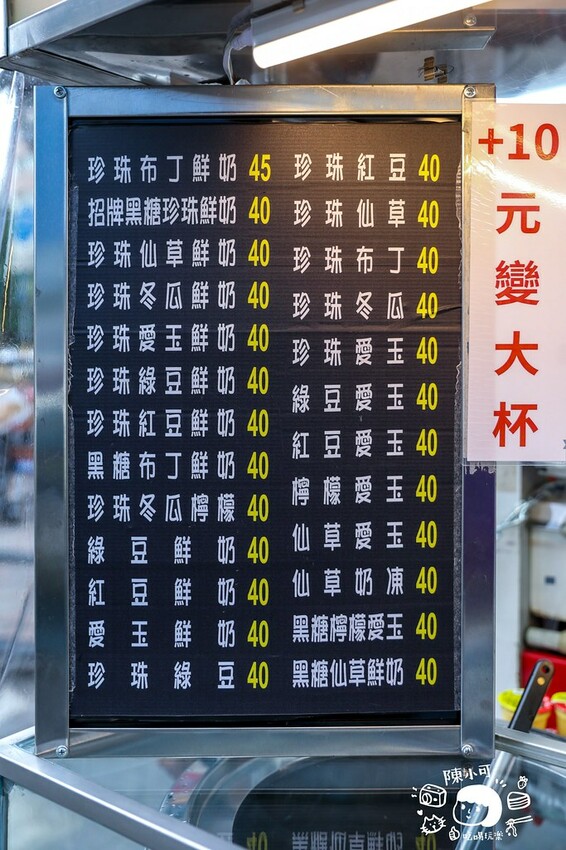 珍珠布丁鮮奶 45
招牌黑糖珍珠鮮奶 40
珍珠仙草鮮奶 40
珍珠冬瓜鮮奶 40
珍珠愛玉鮮奶 40
珍珠綠豆鮮奶 40
珍珠紅豆鮮奶 40
黑糖布丁鮮奶 40
珍珠冬瓜檸檬 40
綠豆鮮奶 40
紅豆鮮奶 40
愛玉鮮奶 40
珍珠綠豆 40
珍珠紅豆 40
珍珠仙草 40
珍珠布丁 40
珍珠冬瓜 40
珍珠愛玉 40
綠豆愛玉 40
紅豆愛玉 40
檸檬愛玉 40
仙草愛玉 40
仙草奶凍 40
黑糖檸檬愛玉 40
黑糖仙草鮮奶 40
+10
元
變
大
杯
陳小可
吃喝玩樂